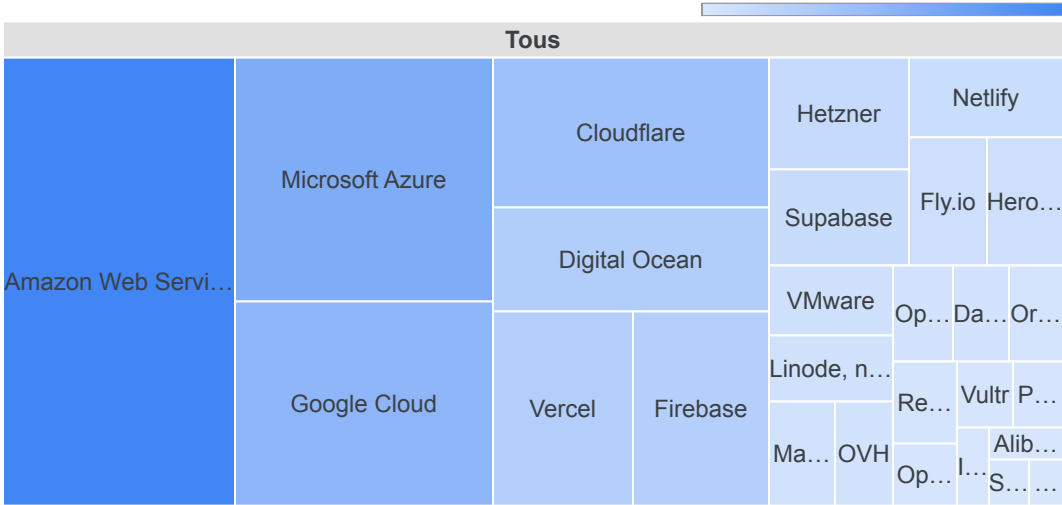 Tous
Amazon Web Servi…
Microsoft Azure
Google Cloud
Cloudflare
Digital Ocean
Vercel
Firebase
Hetzner
Netlify
Supabase
Fly.io
Hero…
VMware
Linode, n…
Ma…
OVH
Op…
Da…
Or…
Re…
Vultr
P…
Op…
I…
Alib…
S…
…